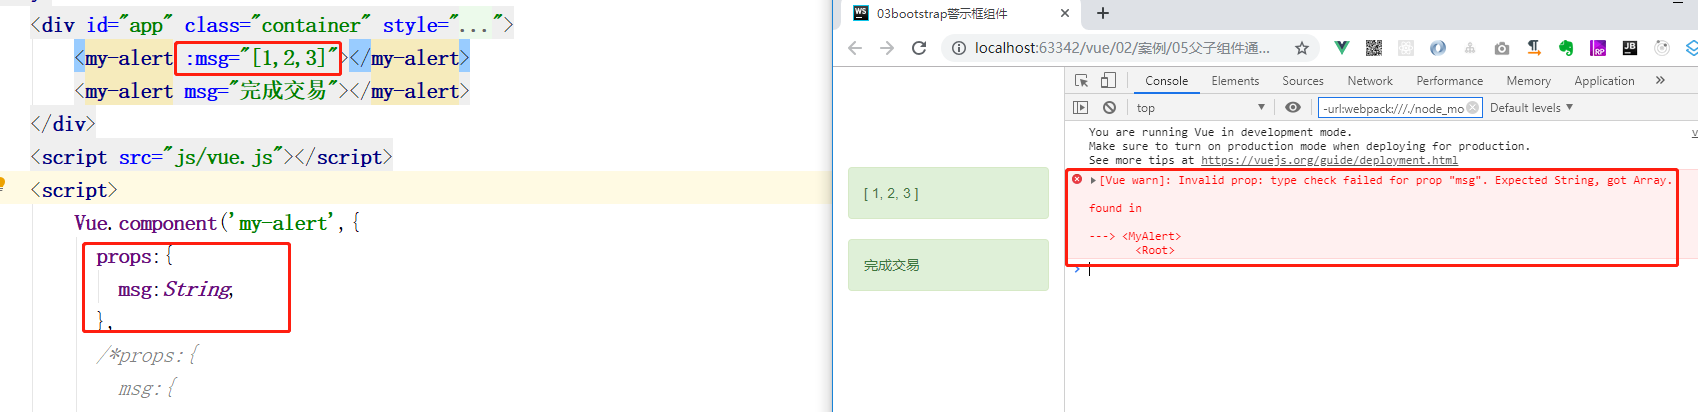 <div id="app" class="container" style="...">
<my-alert :msg="[1,2,3]"></my-alert>
<my-alert msg="完成交易"></my-alert>
</div>
<script src="js/vue.js"></script>
<script>
Vue.component('my-alert',{
props:{
msg:String,
},
/*props:{
msg:{
WS 03bootstrap警示框组件
localhost:63342/vue/02/案例/05父子组件通...
[ 1, 2, 3 ]
完成交易
Console Elements Sources Network Performance Memory Application
top -url:webpack:///./node_mo Default levels
You are running Vue in development mode.
Make sure to turn on production mode when deploying for production.
See more tips at https://vuejs.org/guide/deployment.html
[Vue warn]: Invalid prop: type check failed for prop "msg". Expected String, got Array.
found in
---> <MyAlert>
<Root>